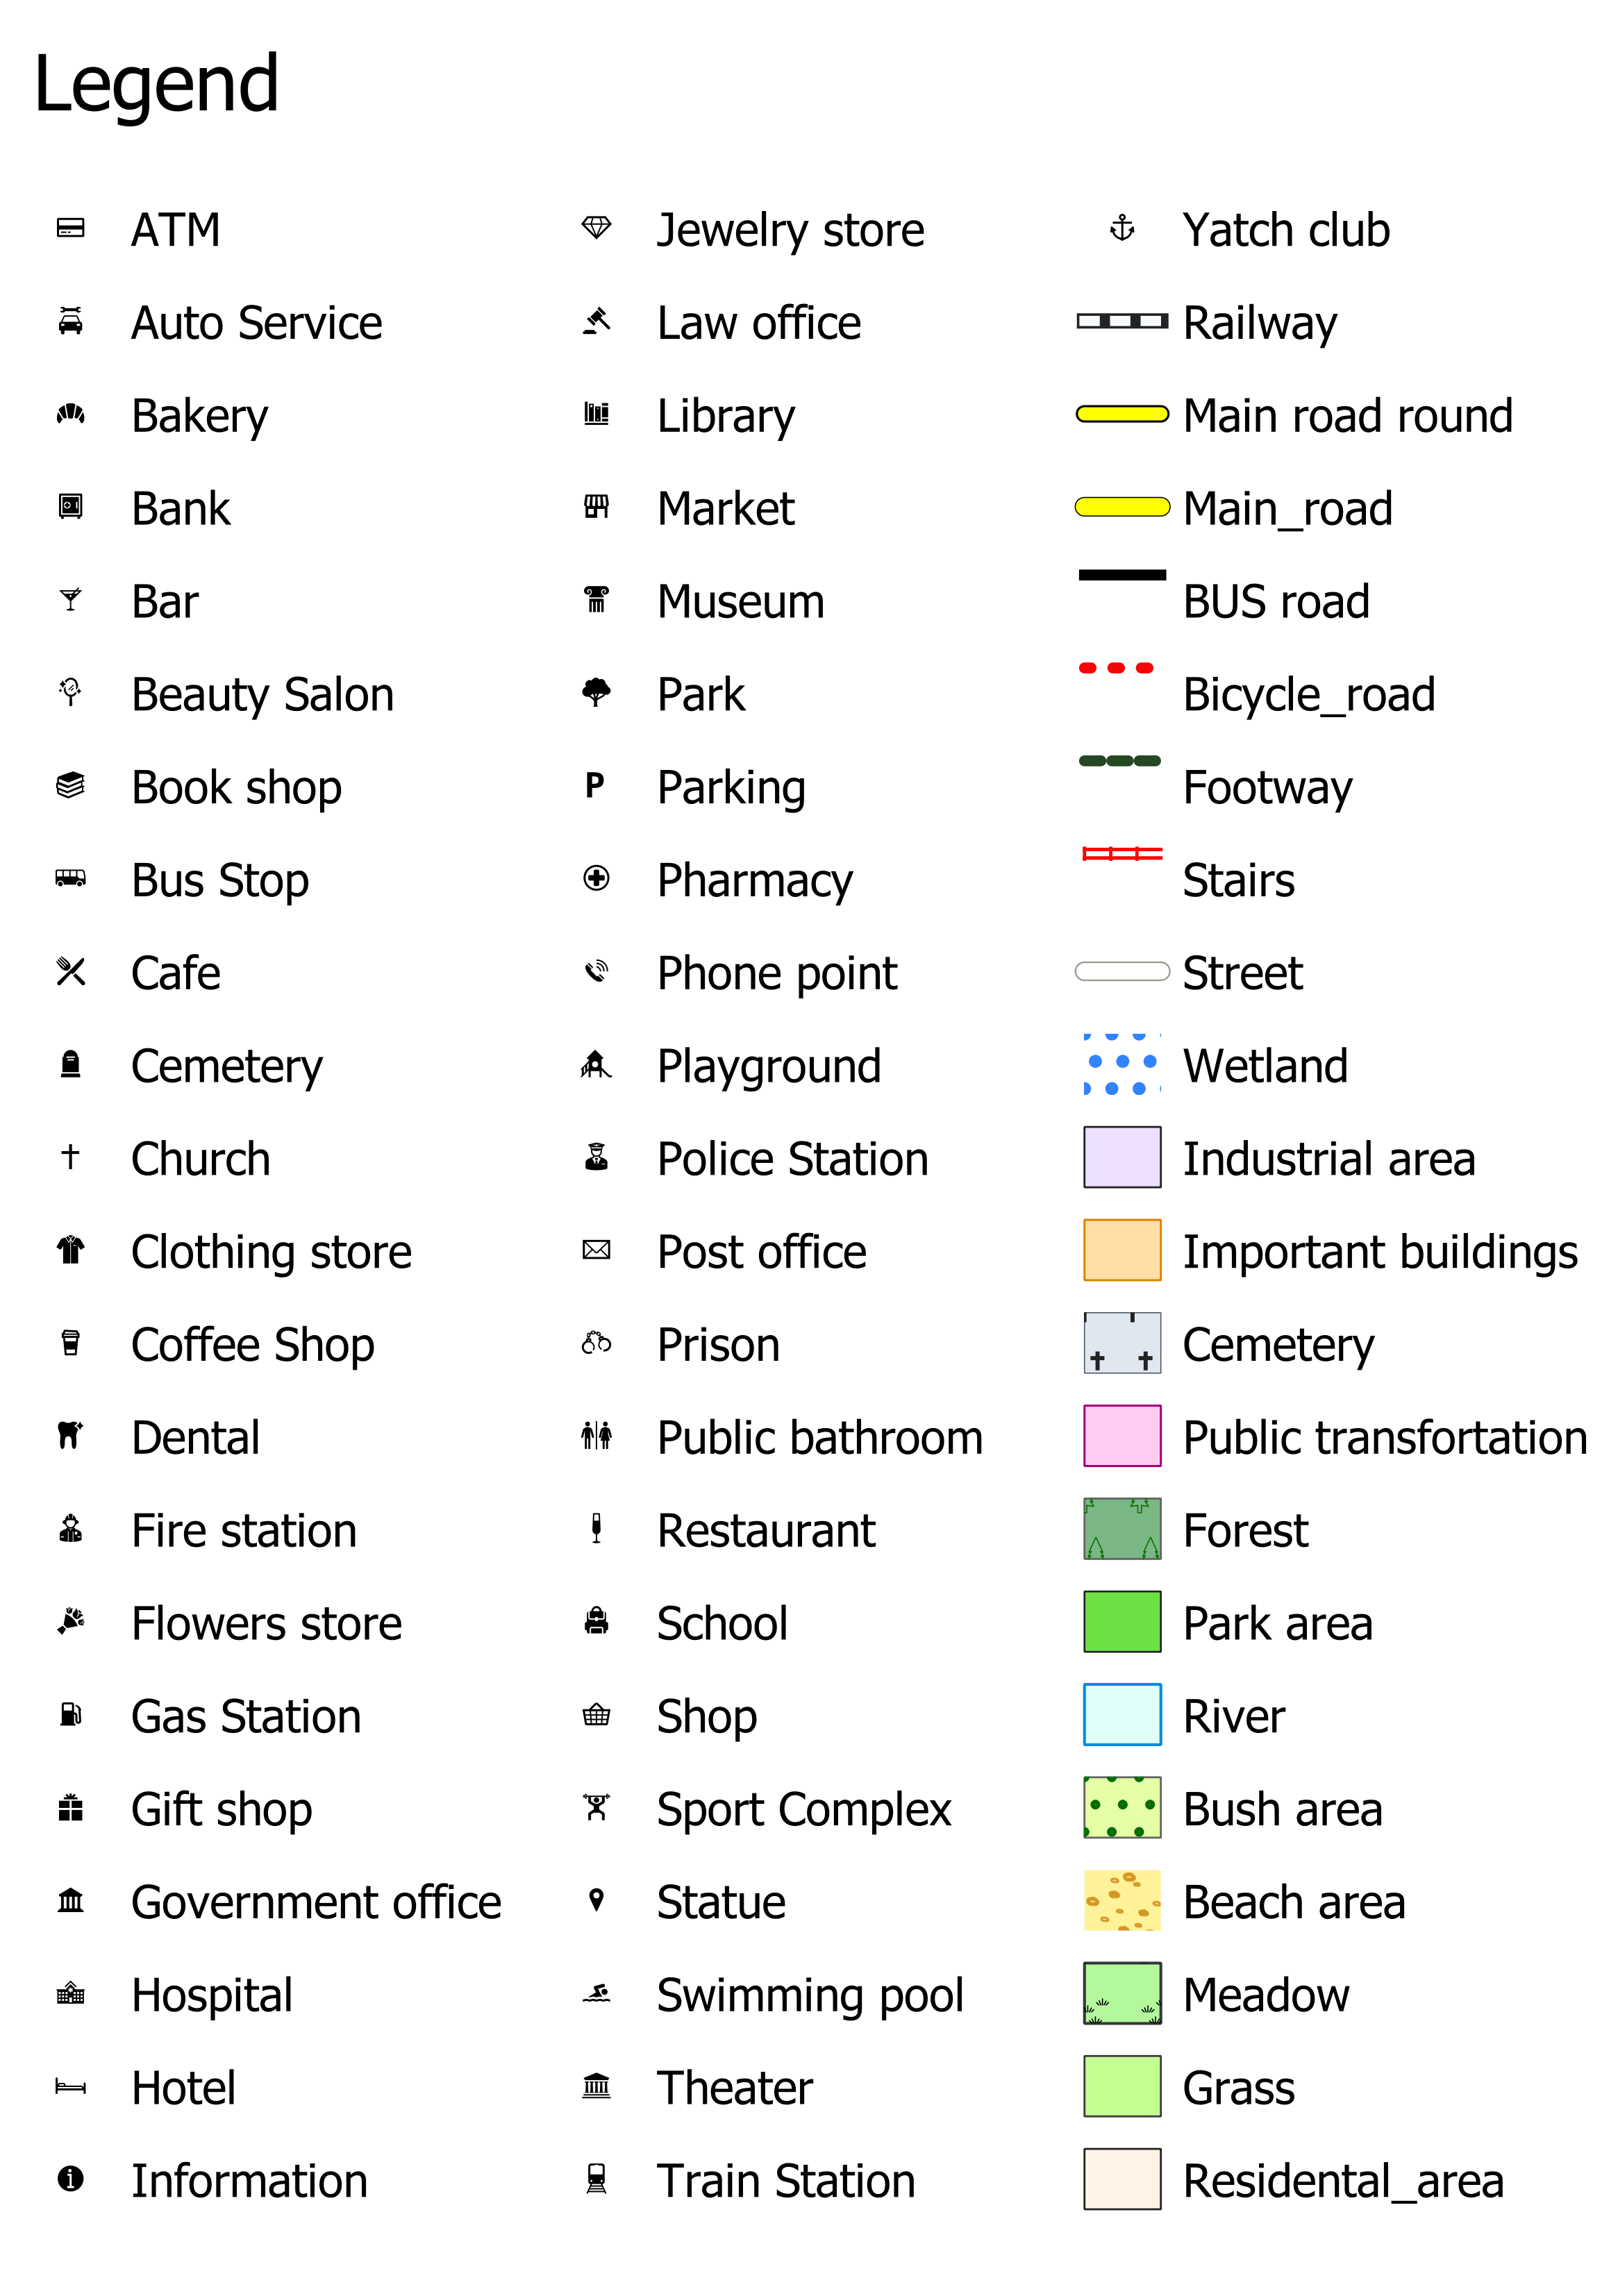 Legend
ATM
Auto Service
Bakery
Bank
Bar
Beauty Salon
Book shop
Bus Stop
Cafe
Cemetery
Church
Clothing store
Coffee Shop
Dental
Fire station
Flowers store
Gas Station
Gift shop
Government office
Hospital
Hotel
Information
Jewelry store
Law office
Library
Market
Museum
Park
P Parking
Pharmacy
Phone point
Playground
Police Station
Post office
Prison
Public bathroom
Restaurant
School
Shop
Sport Complex
Statue
Swimming pool
Theater
Train Station
Yatch club
Railway
Main road round
Main_road
BUS road
Bicycle_road
Footway
Stairs
Street
Wetland
Industrial area
Important buildings
Cemetery
Public transfortation
Forest
Park area
River
Bush area
Beach area
Meadow
Grass
Residental_area